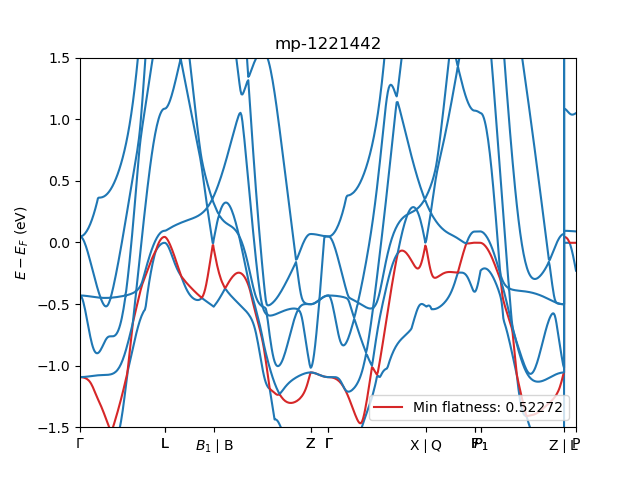 mp-1221442
E − E_F (eV)
1.5
1.0
0.5
0.0
−0.5
−1.0
−1.5
Min flatness: 0.52272
Γ L B₁ | B Z Γ X | Q P₁ Z | L P